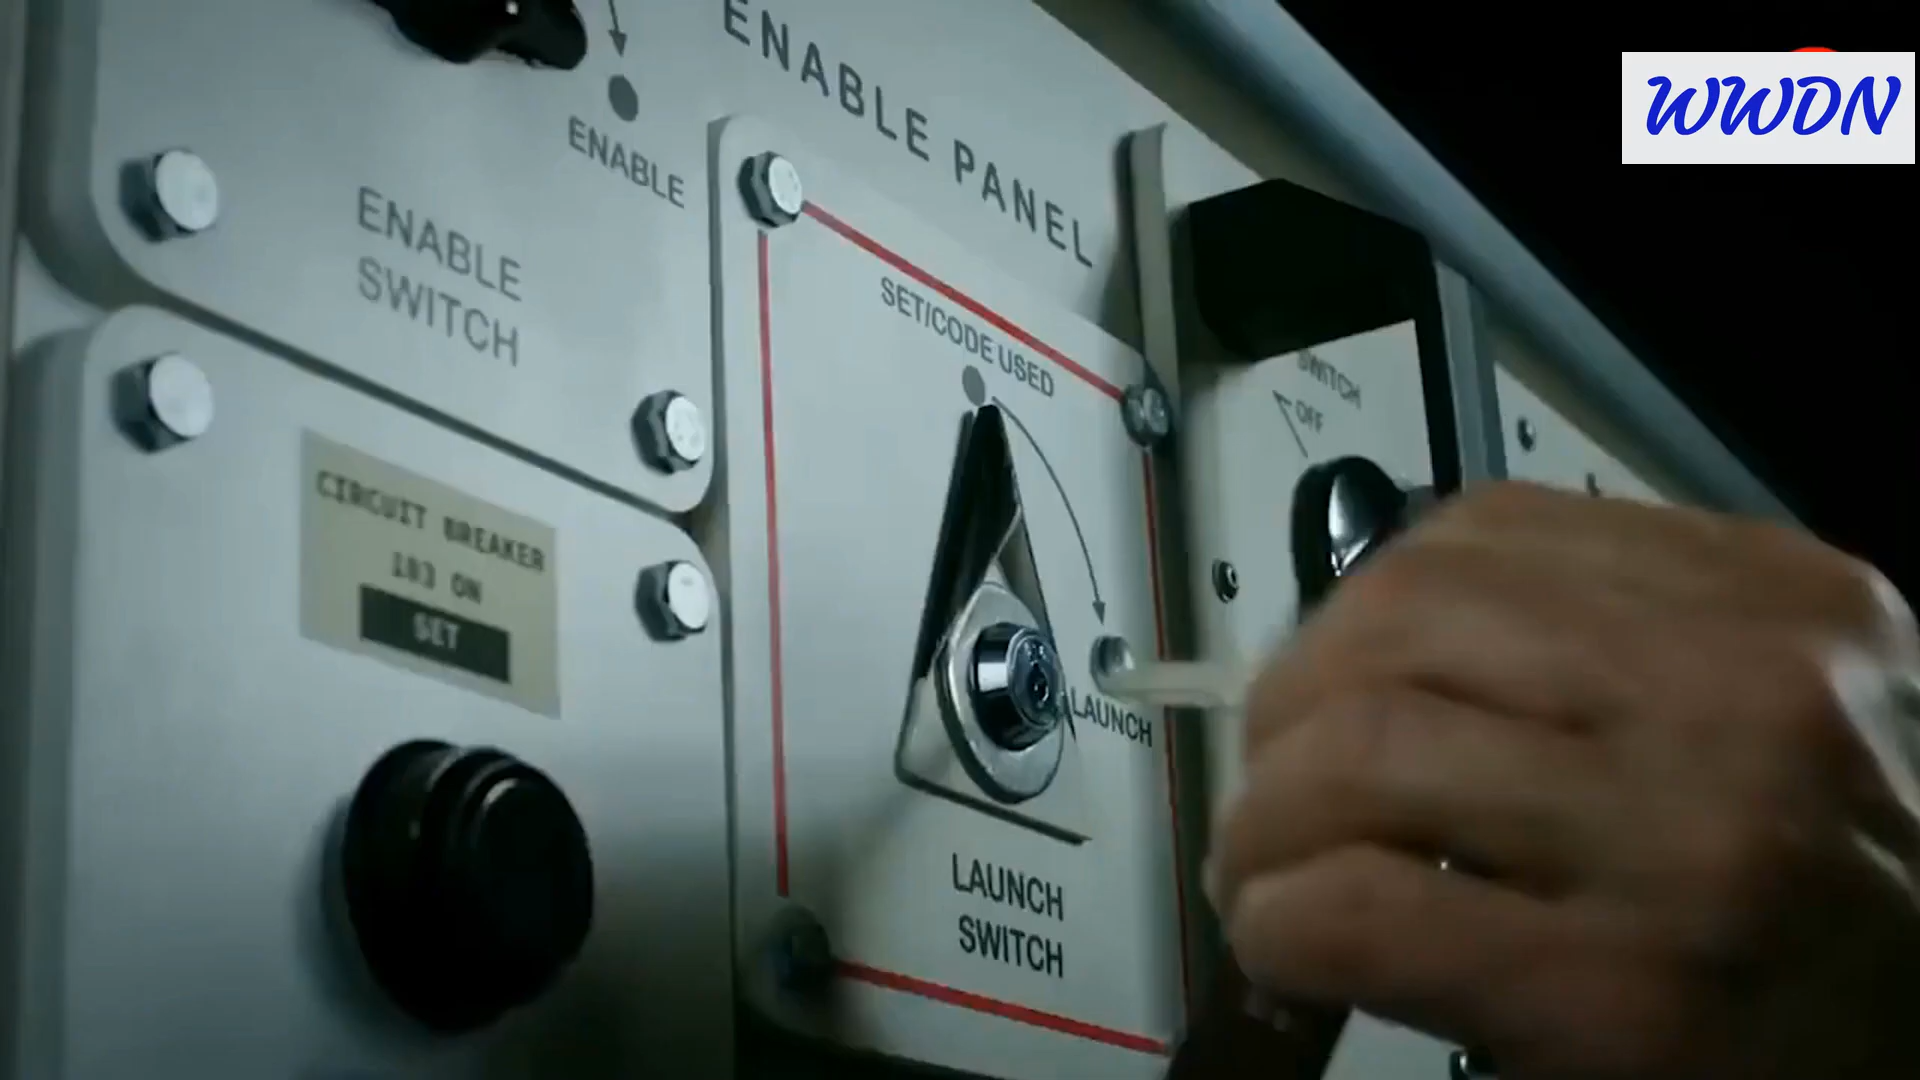 ENABLE PANEL
ENABLE
ENABLE
SWITCH
SET/CODE USED
SWITCH
OFF
CIRCUIT BREAKER
103 ON
SET
LAUNCH
LAUNCH
SWITCH
WWDN